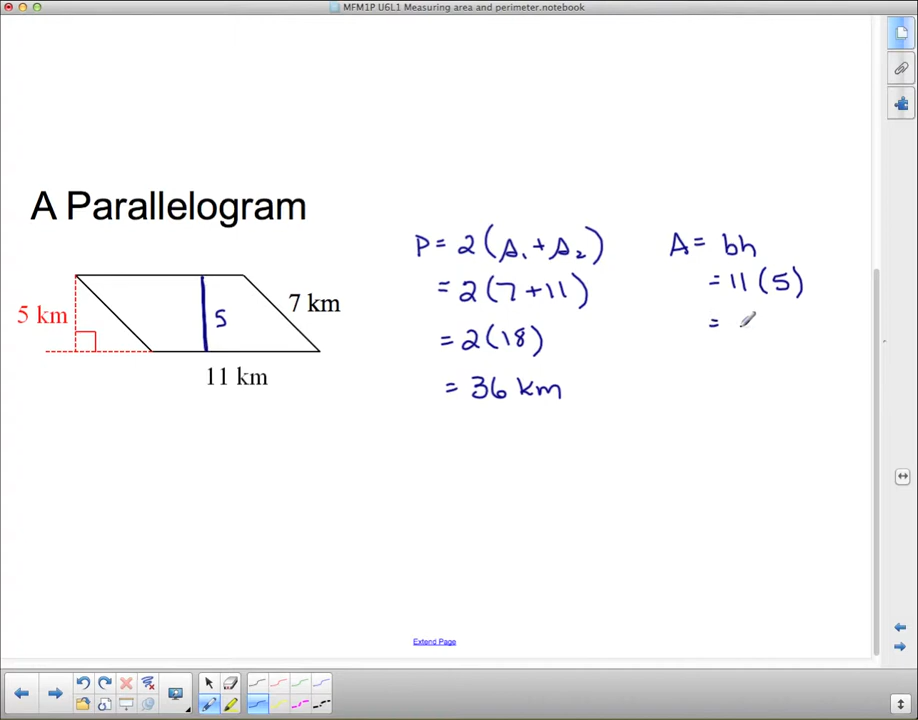 MFM1P U6L1 Measuring area and perimeter.notebook
A Parallelogram
5 km
5
7 km
11 km
P = 2(s₁ + s₂)
= 2(7+11)
= 2(18)
= 36 km
A = bh
= 11(5)
=
Extend Page